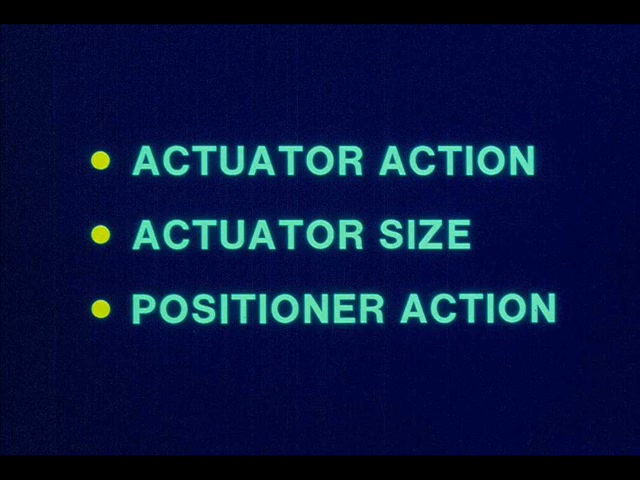 • ACTUATOR ACTION
• ACTUATOR SIZE
• POSITIONER ACTION